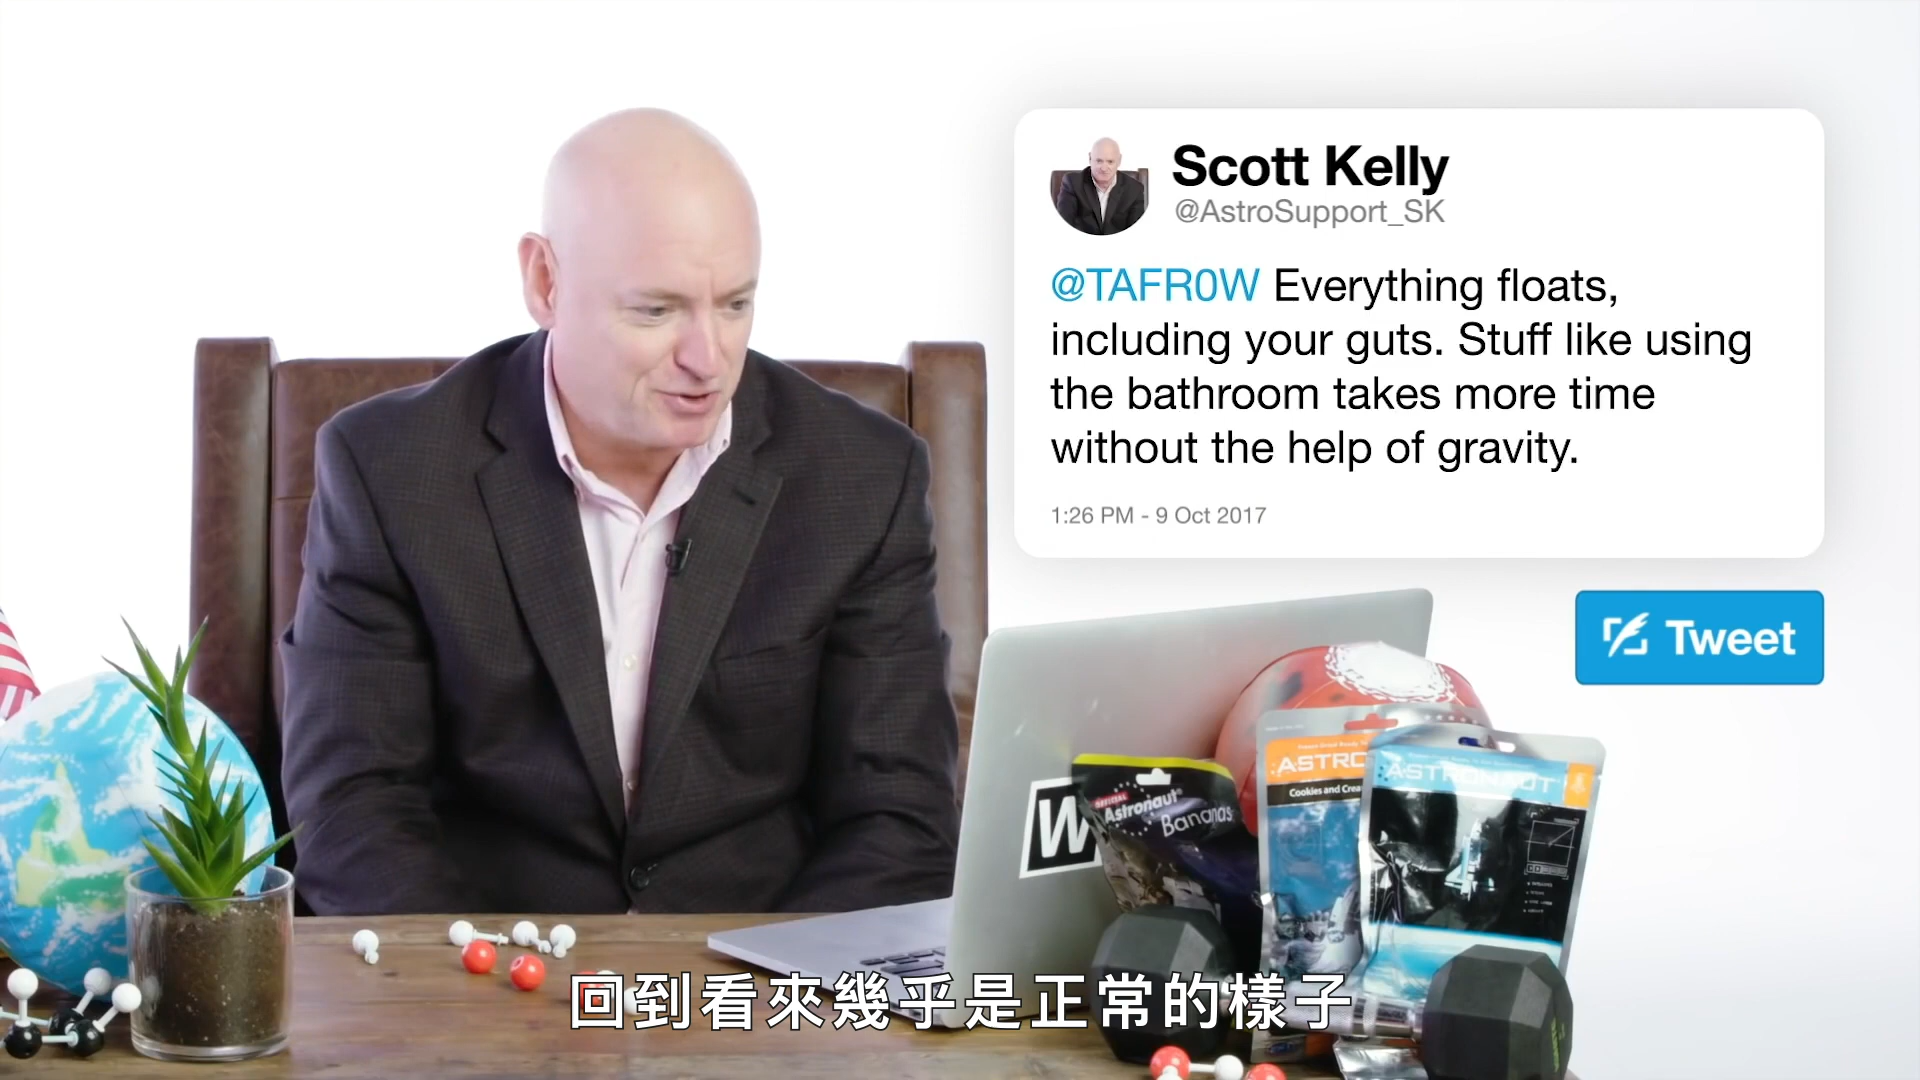 Scott Kelly
@AstroSupport_SK
@TAFR0W Everything floats,
including your guts. Stuff like using
the bathroom takes more time
without the help of gravity.
1:26 PM - 9 Oct 2017
Tweet
W
Astronaut
Bananas
ASTRO
Cookies and Crea
ASTRONAUT
回到看來幾乎是正常的樣子